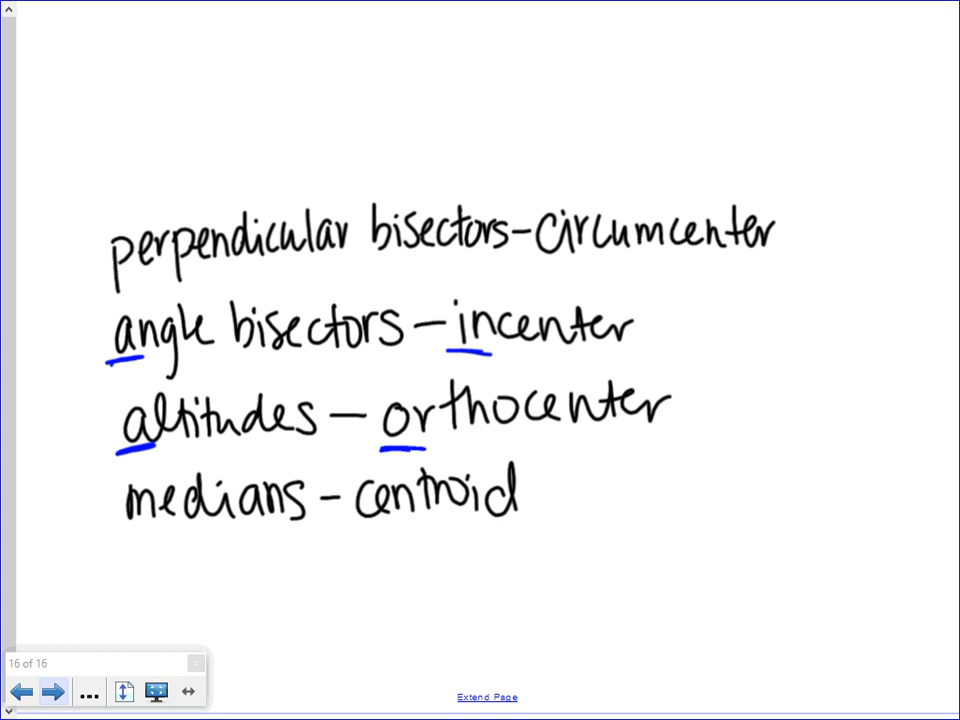 perpendicular bisectors-circumcenter
angle bisectors - incenter
altitudes - orthocenter
medians - centroid
16 of 16
Extend Page